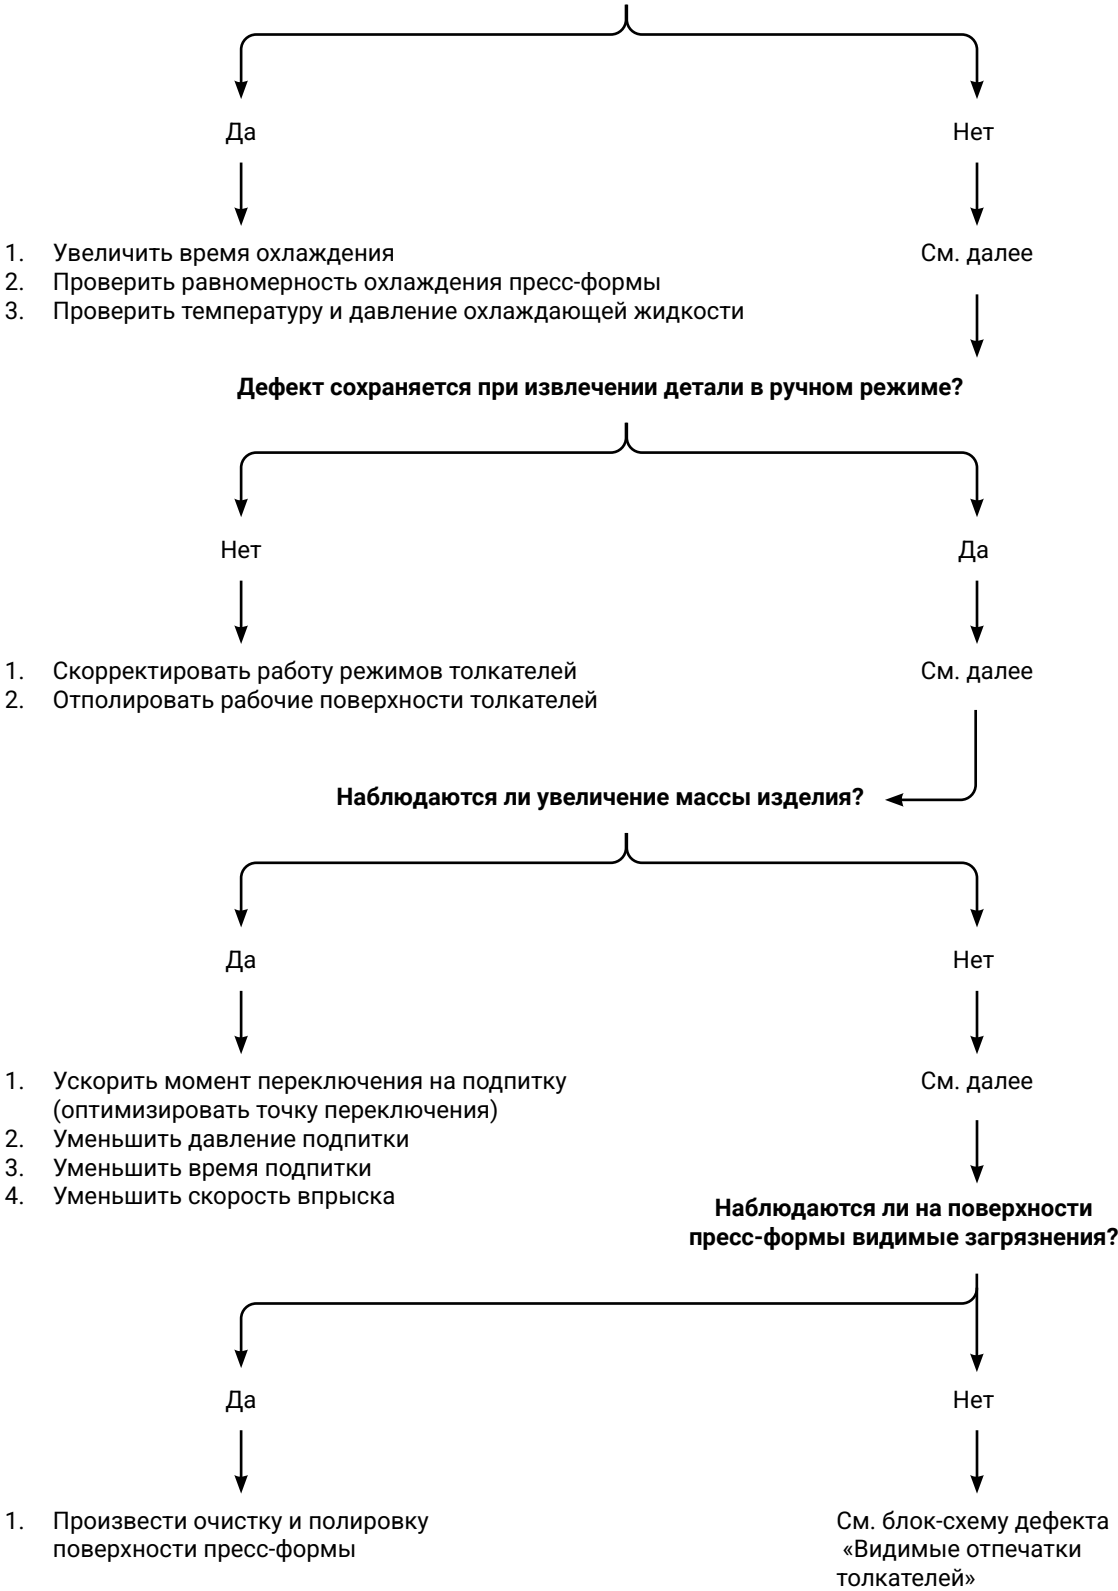 Да
Нет
1. Увеличить время охлаждения
2. Проверить равномерность охлаждения пресс-формы
3. Проверить температуру и давление охлаждающей жидкости
См. далее
Дефект сохраняется при извлечении детали в ручном режиме?
Нет
Да
1. Скорректировать работу режимов толкателей
2. Отполировать рабочие поверхности толкателей
См. далее
Наблюдаются ли увеличение массы изделия?
Да
Нет
1. Ускорить момент переключения на подпитку
(оптимизировать точку переключения)
2. Уменьшить давление подпитки
3. Уменьшить время подпитки
4. Уменьшить скорость впрыска
См. далее
Наблюдаются ли на поверхности
пресс-формы видимые загрязнения?
Да
Нет
1. Произвести очистку и полировку
поверхности пресс-формы
См. блок-схему дефекта
«Видимые отпечатки
толкателей»